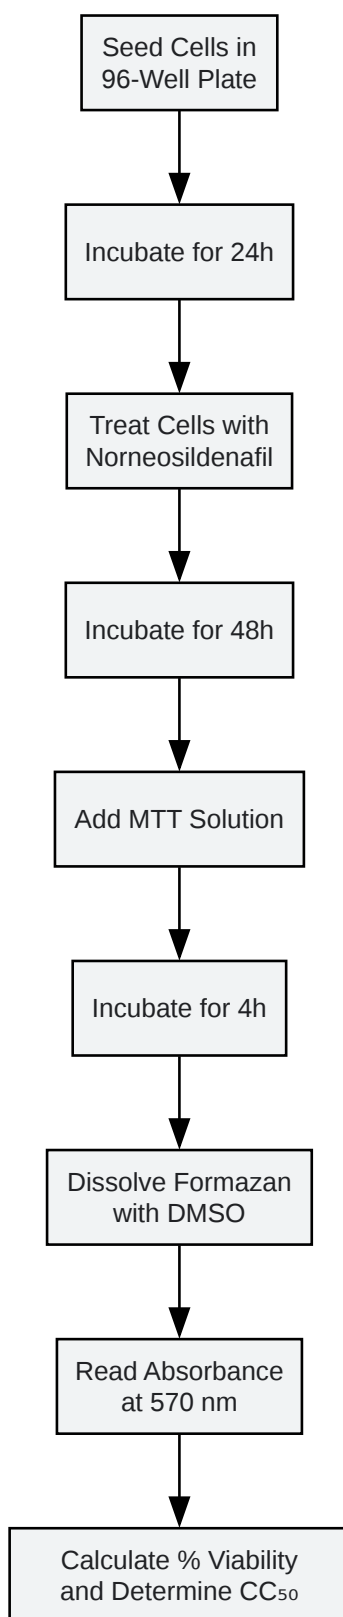 Seed Cells in
96-Well Plate
Incubate for 24h
Treat Cells with
Norneosildenafil
Incubate for 48h
Add MTT Solution
Incubate for 4h
Dissolve Formazan
with DMSO
Read Absorbance
at 570 nm
Calculate % Viability
and Determine CC₅₀